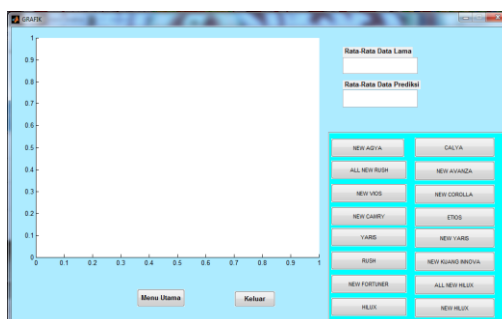 GRAFIK
1
0.9
0.8
0.7
0.6
0.5
0.4
0.3
0.2
0.1
0
0 0.1 0.2 0.3 0.4 0.5 0.6 0.7 0.8 0.9 1
Menu Utama Keluar
Rata-Rata Data Lama
Rata-Rata Data Prediksi
NEW AGYA CALYA
ALL NEW RUSH NEW AVANZA
NEW VIOS NEW COROLLA
NEW CAMRY ETIOS
YARIS NEW YARIS
RUSH NEW KIJANG INNOVA
NEW FORTUNER ALL NEW HILUX
HILUX NEW HILUX